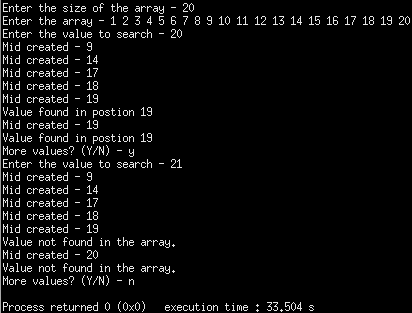 Enter the size of the array - 20
Enter the array - 1 2 3 4 5 6 7 8 9 10 11 12 13 14 15 16 17 18 19 20
Enter the value to search - 20
Mid created - 9
Mid created - 14
Mid created - 17
Mid created - 18
Mid created - 19
Value found in postion 19
Mid created - 19
Value found in postion 19
More values? (Y/N) - y
Enter the value to search - 21
Mid created - 9
Mid created - 14
Mid created - 17
Mid created - 18
Mid created - 19
Value not found in the array.
Mid created - 20
Value not found in the array.
More values? (Y/N) - n
Process returned 0 (0x0)   execution time : 33.504 s